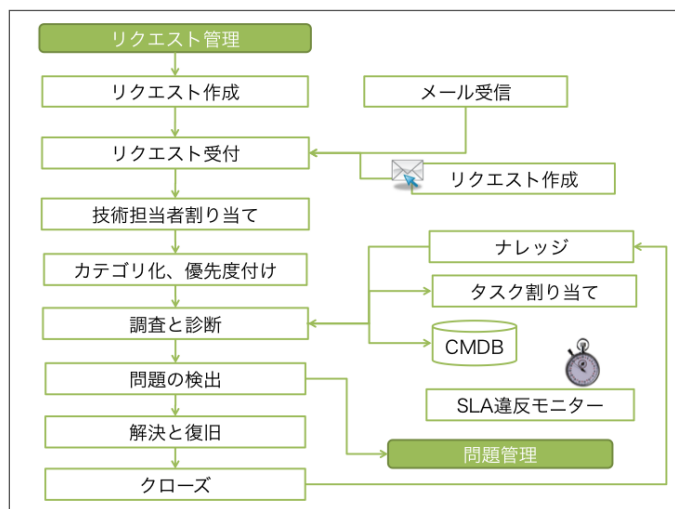 リクエスト管理
リクエスト作成
メール受信
リクエスト受付
リクエスト作成
技術担当者割り当て
ナレッジ
カテゴリ化、優先度付け
タスク割り当て
調査と診断
CMDB
問題の検出
SLA違反モニター
解決と復旧
問題管理
クローズ